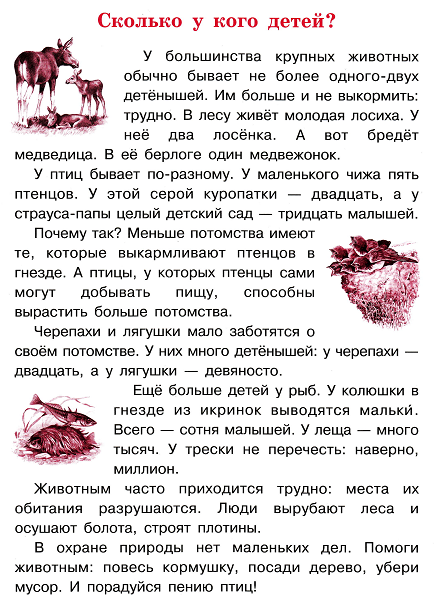 Сколько у кого детей?
У большинства крупных животных
обычно бывает не более одного-двух
детёнышей. Им больше и не выкормить:
трудно. В лесу живёт молодая лосиха. У
неё два лосёнка. А вот бредёт
медведица. В её берлоге один медвежонок.
У птиц бывает по-разному. У маленького чижа пять
птенцов. У этой серой куропатки — двадцать, а у
страуса-папы целый детский сад — тридцать малышей.
Почему так? Меньше потомства имеют
те, которые выкармливают птенцов в
гнезде. А птицы, у которых птенцы сами
могут добывать пищу, способны
вырастить больше потомства.
Черепахи и лягушки мало заботятся о
своём потомстве. У них много детёнышей: у черепахи —
двадцать, а у лягушки — девяносто.
Ещё больше детей у рыб. У колюшки в
гнезде из икринок выводятся мальки́.
Всего — сотня малышей. У леща — много
тысяч. У трески не перечесть: наверно,
миллион.
Животным часто приходится трудно: места их
обитания разрушаются. Люди вырубают леса и
осушают болота, строят плотины.
В охране природы нет маленьких дел. Помоги
животным: повесь кормушку, посади дерево, убери
мусор. И порадуйся пению птиц!